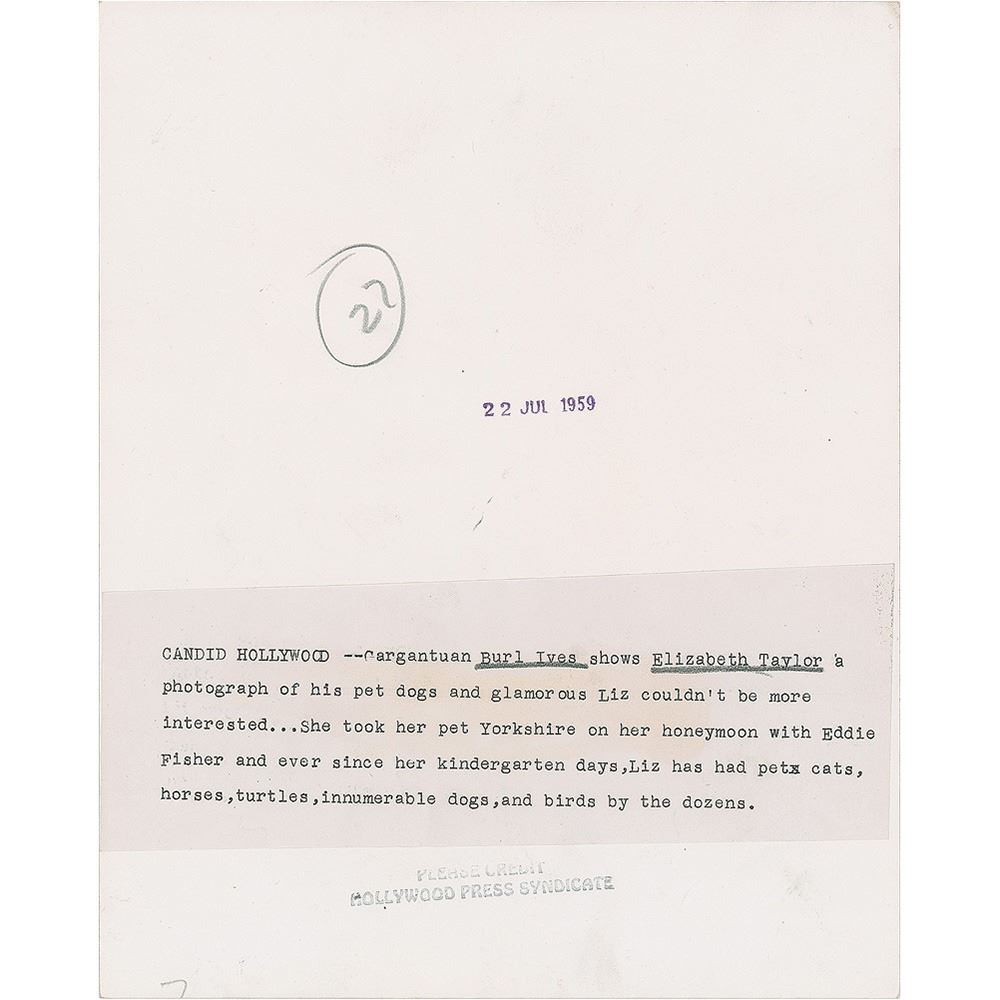 22
22 JUL 1959
CANDID HOLLYWOOD --Gargantuan Burl Ives shows Elizabeth Taylor a
photograph of his pet dogs and glamorous Liz couldn't be more
interested...She took her pet Yorkshire on her honeymoon with Eddie
Fisher and ever since her kindergarten days,Liz has had petx cats,
horses,turtles,innumerable dogs,and birds by the dozens.
PLEASE CREDIT
HOLLYWOOD PRESS SYNDICATE